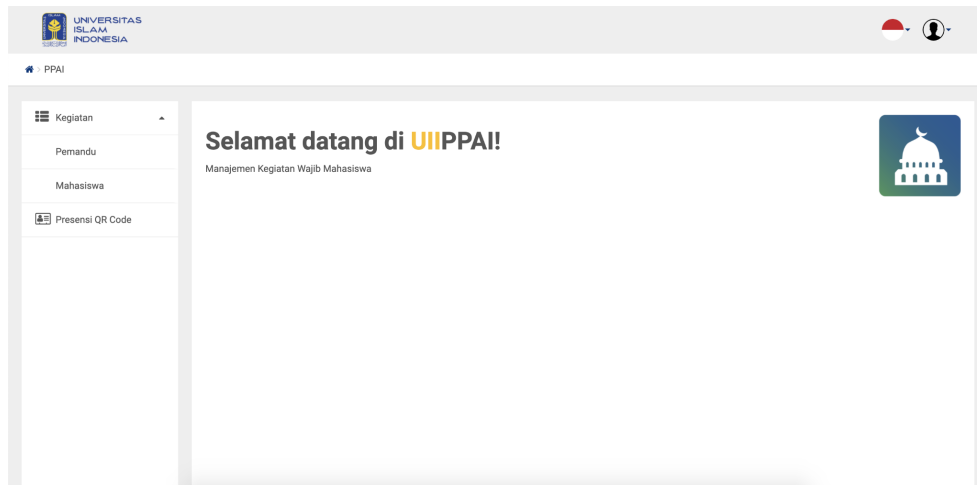 UNIVERSITAS
ISLAM
INDONESIA
> PPAI
Kegiatan
Pemandu
Mahasiswa
Presensi QR Code
Selamat datang di UIIPPAI!
Manajemen Kegiatan Wajib Mahasiswa